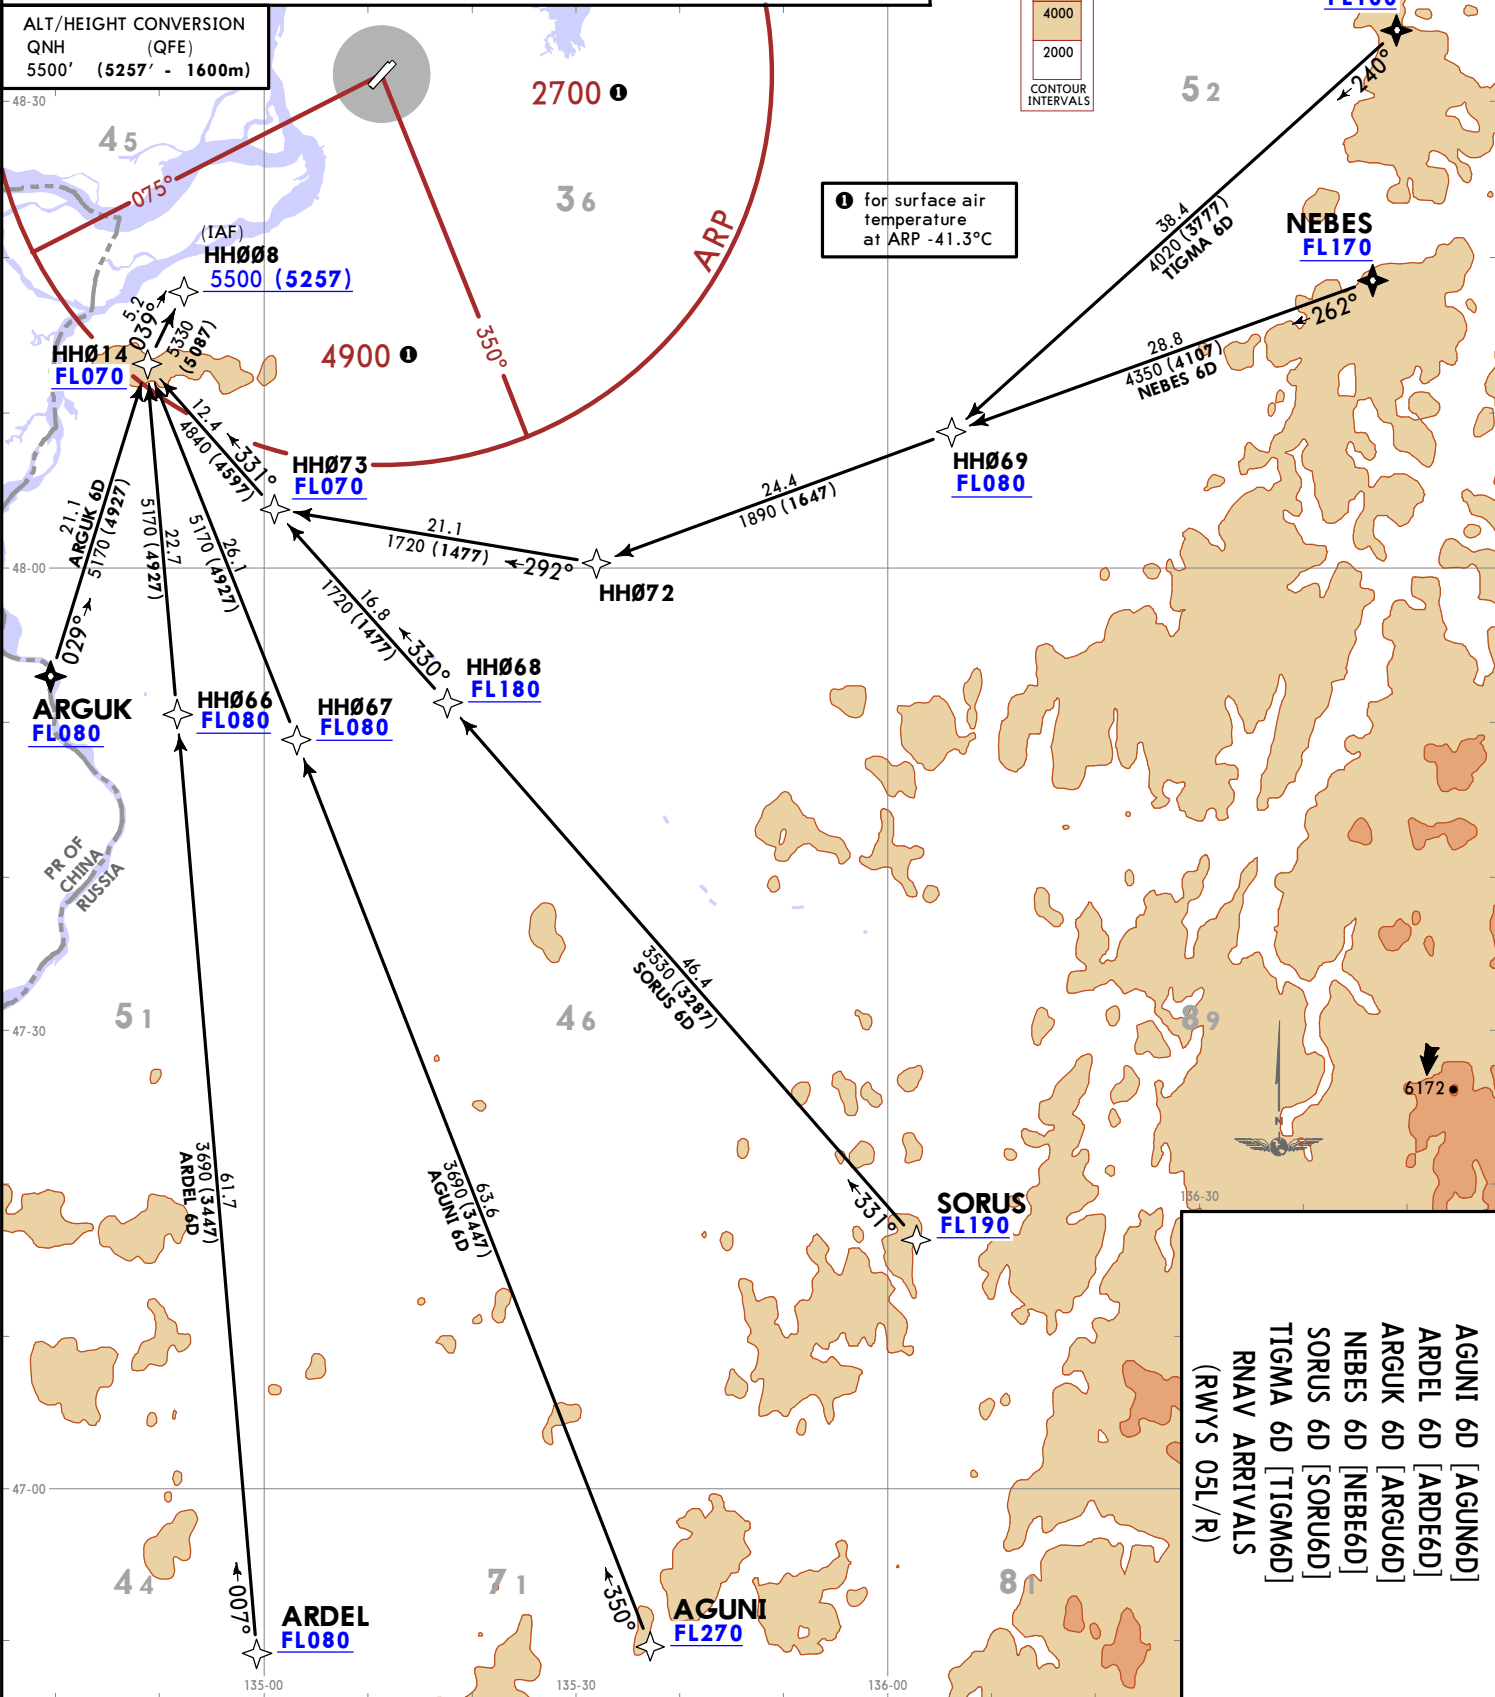 ALT/HEIGHT CONVERSION
QNH (QFE)
5500' (5257' - 1600m)
4000
2000
CONTOUR
INTERVALS
48-30
45
2700 ❶
52
←240°
075°
36
ARP
❶ for surface air
temperature
at ARP -41.3°C
38.4
4020 (3777)
TIGMA 6D
NEBES
FL170
←262°
28.8
4350 (4107)
NEBES 6D
(IAF)
HHØØ8
5500 (5257)
5.2
039°→
5330
(5087)
HHØ14
FL070
4900 ❶
350°
12.4
←331°
4840 (4597)
HHØ73
FL070
HHØ69
FL080
24.4
1890 (1647)
21.1
1720 (1477)
←292°
HHØ72
21.1
ARGUK 6D
5170 (4927)
029°→
22.7
5170 (4927)
26.1
5170 (4927)
48-00
16.8
1720 (1477)
←330°
HHØ68
FL180
ARGUK
FL080
HHØ66
FL080
HHØ67
FL080
PR OF
CHINA
RUSSIA
51
46
89
46.4
3530 (3287)
SORUS 6D
47-30
6172
N
136-30
61.7
3690 (3447)
ARDEL 6D
63.6
3690 (3447)
AGUNI 6D
←331°
SORUS
FL190
47-00
44
71
81
←007°
ARDEL
FL080
←350°
AGUNI
FL270
135-00
135-30
136-00
AGUNI 6D [AGUN6D]
ARDEL 6D [ARDE6D]
ARGUK 6D [ARGU6D]
NEBES 6D [NEBE6D]
SORUS 6D [SORU6D]
TIGMA 6D [TIGM6D]
RNAV ARRIVALS
(RWYS 05L/R)